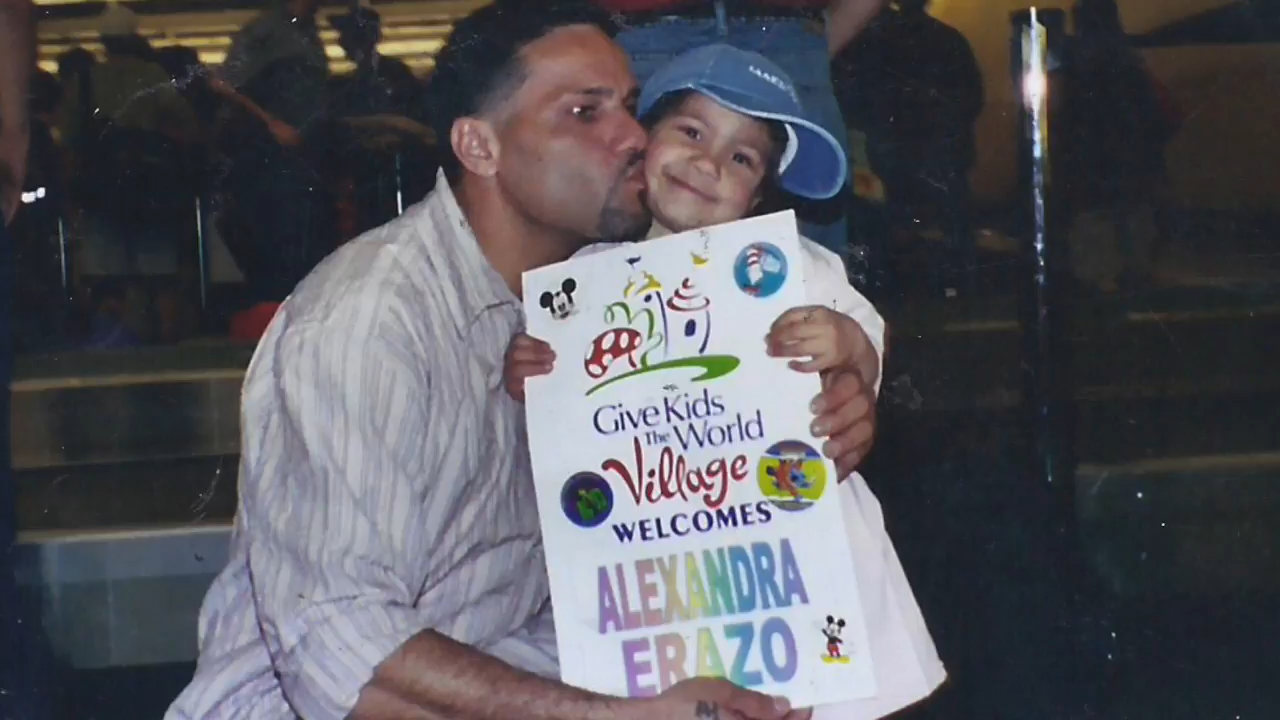 Give Kids
The World
Village
WELCOMES
ALEXANDRA
ERAZO